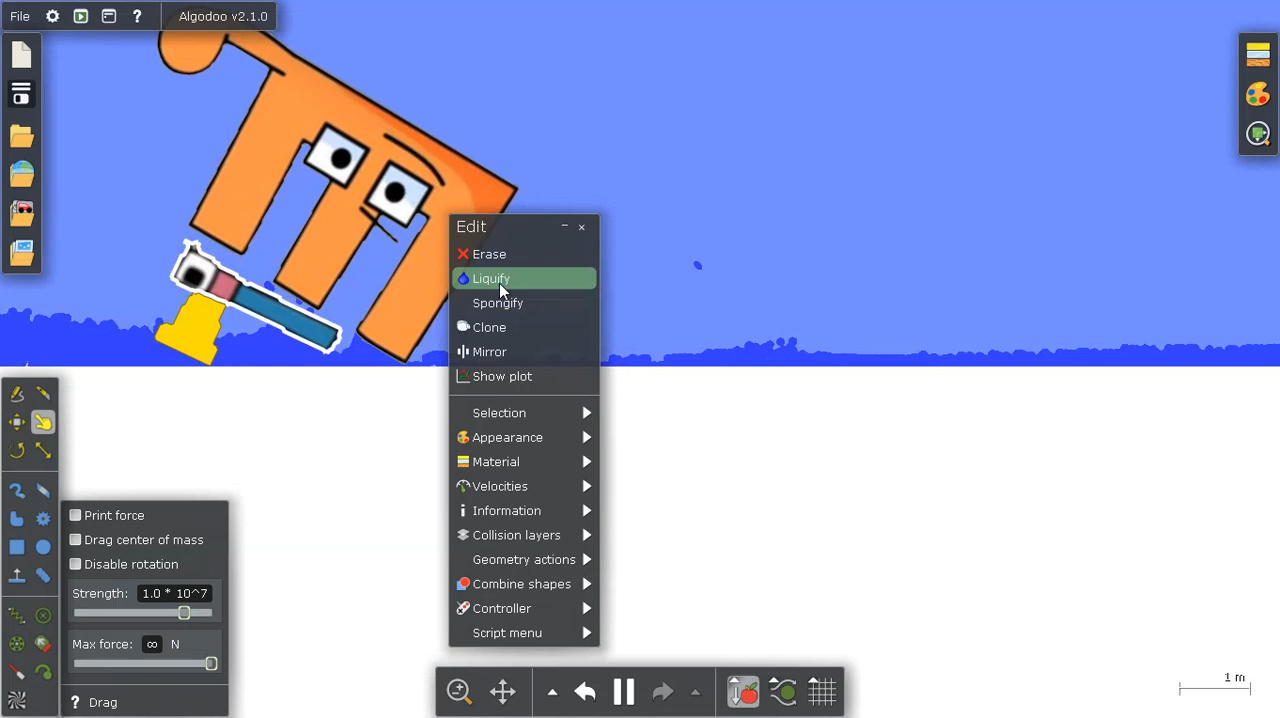 File ? Algodoo v2.1.0
Edit
Erase
Liquify
Spongify
Clone
Mirror
Show plot
Selection
Appearance
Material
Velocities
Information
Collision layers
Geometry actions
Combine shapes
Controller
Script menu
Print force
Drag center of mass
Disable rotation
Strength: 1.0 * 10^7
Max force: ∞ N
? Drag
1 m